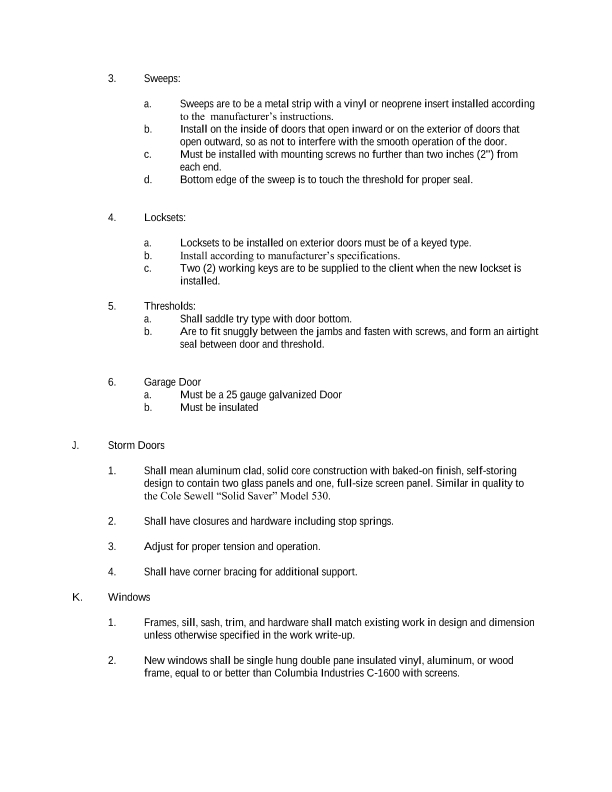 3. Sweeps:
a. Sweeps are to be a metal strip with a vinyl or neoprene insert installed according
to the manufacturer’s instructions.
b. Install on the inside of doors that open inward or on the exterior of doors that
open outward, so as not to interfere with the smooth operation of the door.
c. Must be installed with mounting screws no further than two inches (2") from
each end.
d. Bottom edge of the sweep is to touch the threshold for proper seal.
4. Locksets:
a. Locksets to be installed on exterior doors must be of a keyed type.
b. Install according to manufacturer’s specifications.
c. Two (2) working keys are to be supplied to the client when the new lockset is
installed.
5. Thresholds:
a. Shall saddle try type with door bottom.
b. Are to fit snuggly between the jambs and fasten with screws, and form an airtight
seal between door and threshold.
6. Garage Door
a. Must be a 25 gauge galvanized Door
b. Must be insulated
J. Storm Doors
1. Shall mean aluminum clad, solid core construction with baked-on finish, self-storing
design to contain two glass panels and one, full-size screen panel. Similar in quality to
the Cole Sewell “Solid Saver” Model 530.
2. Shall have closures and hardware including stop springs.
3. Adjust for proper tension and operation.
4. Shall have corner bracing for additional support.
K. Windows
1. Frames, sill, sash, trim, and hardware shall match existing work in design and dimension
unless otherwise specified in the work write-up.
2. New windows shall be single hung double pane insulated vinyl, aluminum, or wood
frame, equal to or better than Columbia Industries C-1600 with screens.